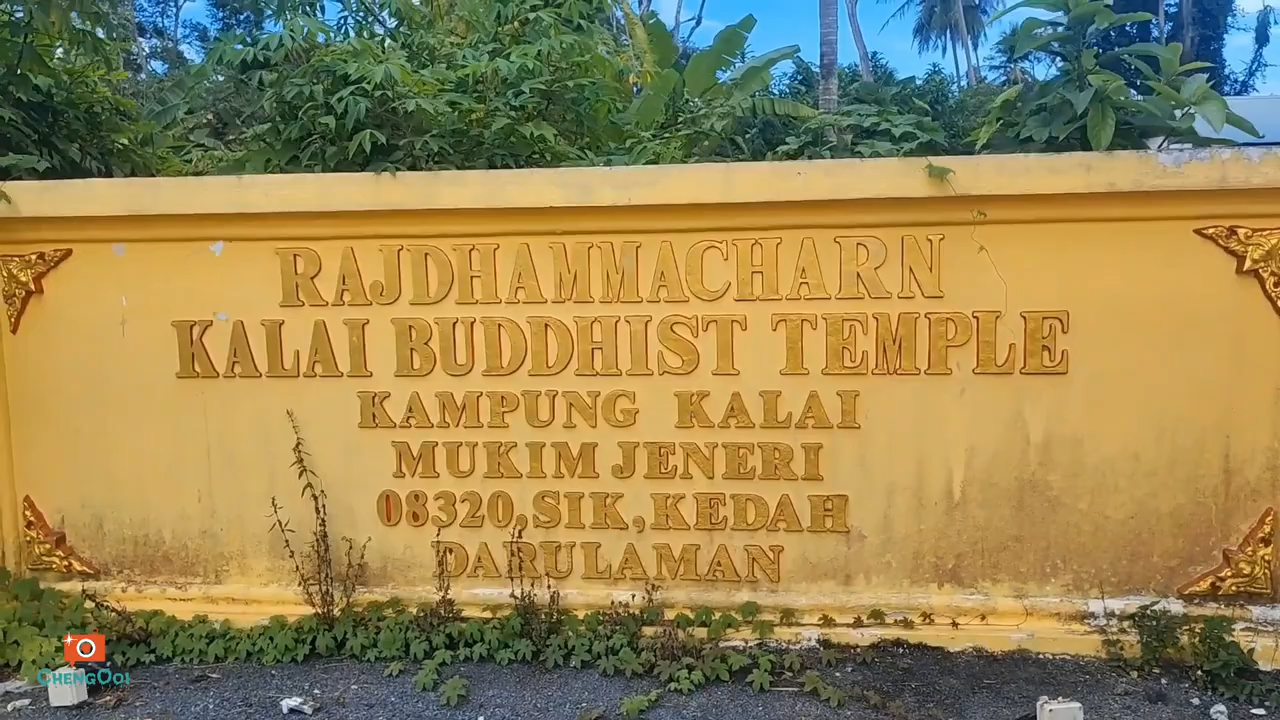 RAJDHAMMACHARN
KALAI BUDDHIST TEMPLE
KAMPUNG KALAI
MUKIM JENERI
08320, SIK, KEDAH
DARULAMAN
CHENGOOI